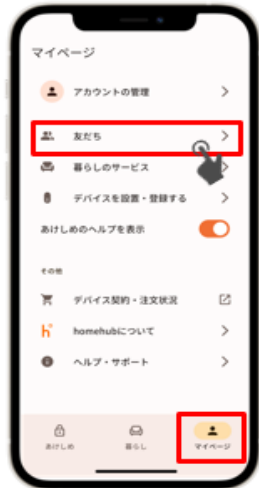 マイページ
アカウントの管理
友だち
暮らしのサービス
デバイスを設置・登録する
あけしめのヘルプを表示
その他
デバイス契約・注文状況
h homehubについて
ヘルプ・サポート
あけしめ 暮らし マイページ